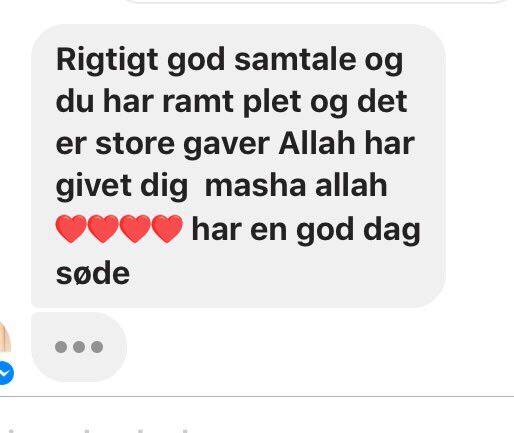 Rigtigt god samtale og
du har ramt plet og det
er store gaver Allah har
givet dig  masha allah
❤️❤️❤️❤️ har en god dag
søde